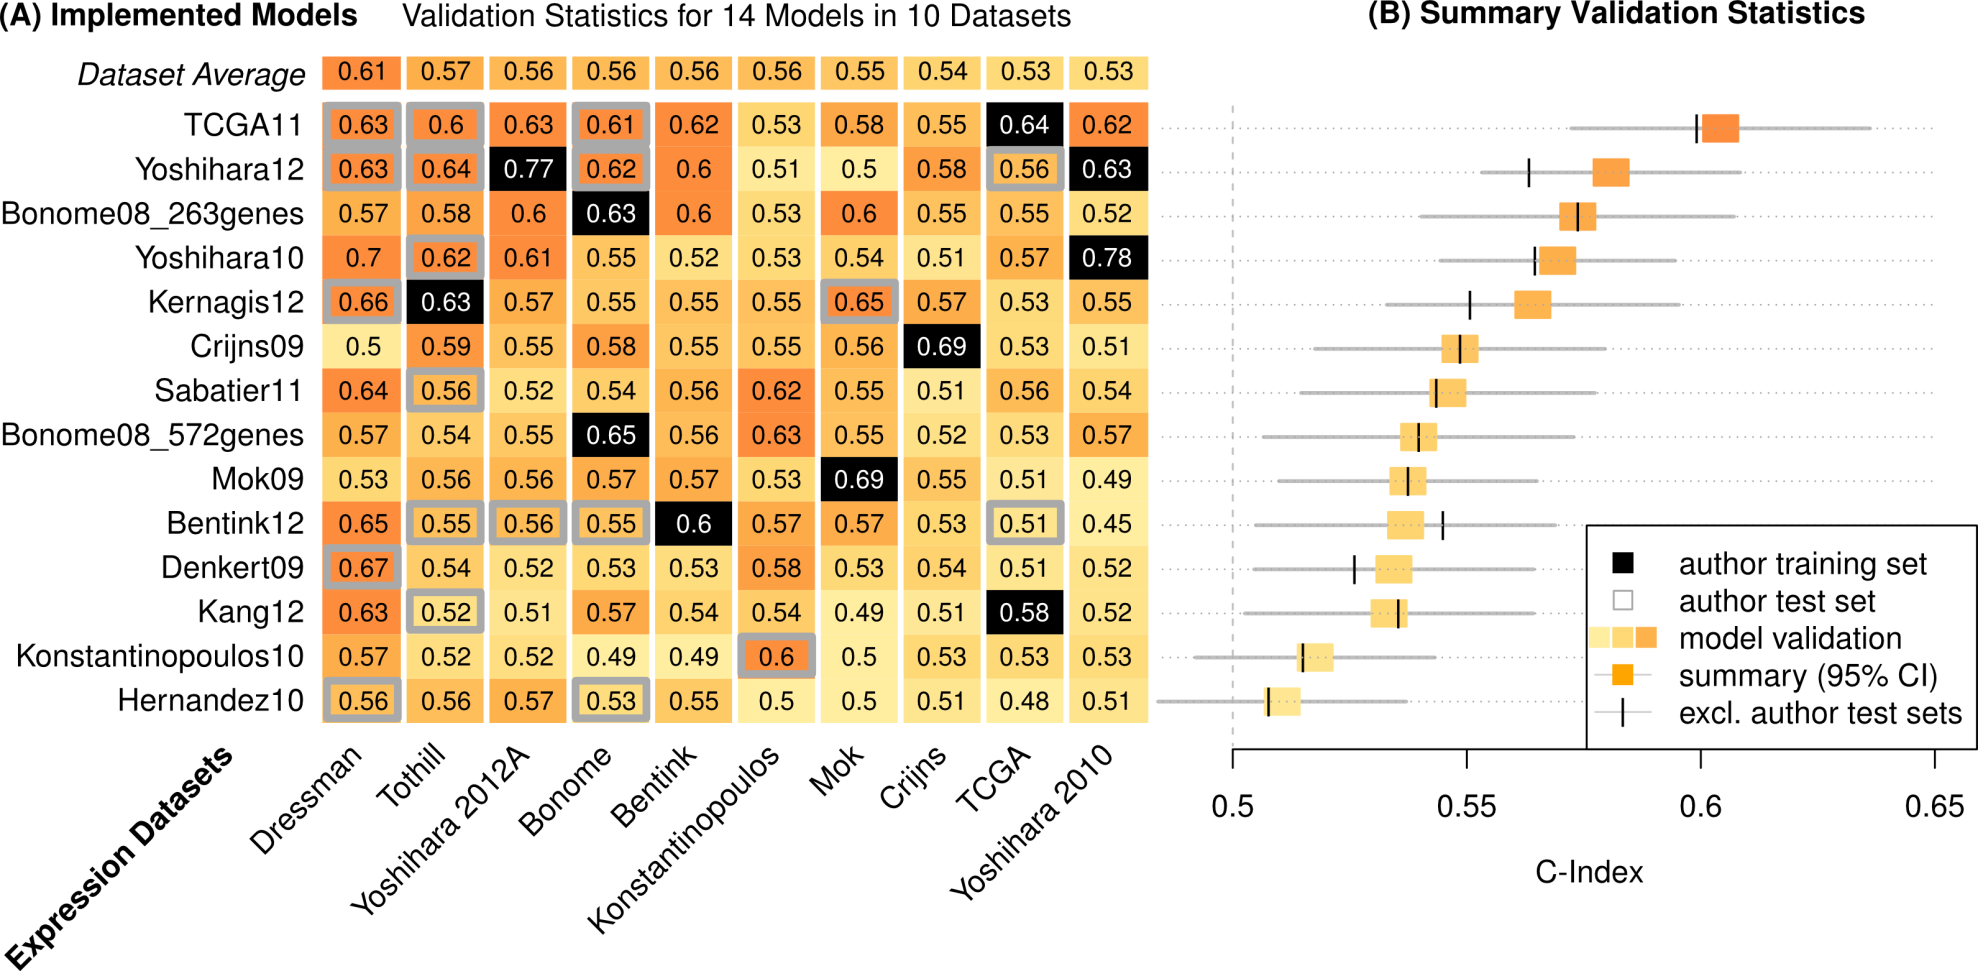 (A) Implemented Models Validation Statistics for 14 Models in 10 Datasets (B) Summary Validation Statistics
Dataset Average 0.61 0.57 0.56 0.56 0.56 0.56 0.55 0.54 0.53 0.53
TCGA11 0.63 0.6 0.63 0.61 0.62 0.53 0.58 0.55 0.64 0.62
Yoshihara12 0.63 0.64 0.77 0.62 0.6 0.51 0.5 0.58 0.56 0.63
Bonome08_263genes 0.57 0.58 0.6 0.63 0.6 0.53 0.6 0.55 0.55 0.52
Yoshihara10 0.7 0.62 0.61 0.55 0.52 0.53 0.54 0.51 0.57 0.78
Kernagis12 0.66 0.63 0.57 0.55 0.55 0.55 0.65 0.57 0.53 0.55
Crijns09 0.5 0.59 0.55 0.58 0.55 0.55 0.56 0.69 0.53 0.51
Sabatier11 0.64 0.56 0.52 0.54 0.56 0.62 0.55 0.51 0.56 0.54
Bonome08_572genes 0.57 0.54 0.55 0.65 0.56 0.63 0.55 0.52 0.53 0.57
Mok09 0.53 0.56 0.56 0.57 0.57 0.53 0.69 0.55 0.51 0.49
Bentink12 0.65 0.55 0.56 0.55 0.6 0.57 0.57 0.53 0.51 0.45
Denkert09 0.67 0.54 0.52 0.53 0.53 0.58 0.53 0.54 0.51 0.52
Kang12 0.63 0.52 0.51 0.57 0.54 0.54 0.49 0.51 0.58 0.52
Konstantinopoulos10 0.57 0.52 0.52 0.49 0.49 0.6 0.5 0.53 0.53 0.53
Hernandez10 0.56 0.56 0.57 0.53 0.55 0.5 0.5 0.51 0.48 0.51
Expression Datasets
Dressman
Tothill
Yoshihara 2012A
Bonome
Bentink
Konstantinopoulos
Mok
Crijns
TCGA
Yoshihara 2010
author training set
author test set
model validation
summary (95% CI)
excl. author test sets
0.5 0.55 0.6 0.65
C-Index